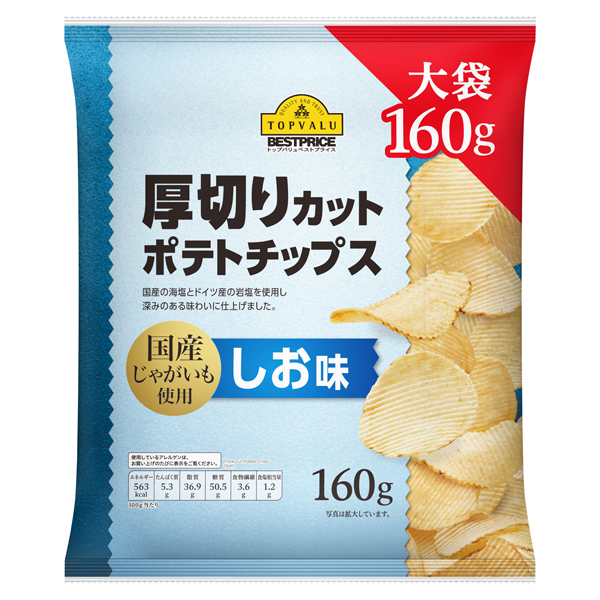 大袋
160g
QUALITY AND TRUST
TOPVALU
BESTPRICE
トップバリュベストプライス
厚切りカット
ポテトチップス
国産の海塩とドイツ産の岩塩を使用し
深みのある味わいに仕上げました。
国産
じゃがいも
使用
しお味
使用しているアレルゲンは、
お買い上げのたびに表示をご覧ください。
エネルギー たんぱく質 脂質 糖質 食物繊維 食塩相当量
563 5.3 36.9 50.5 3.6 1.2
kcal g g g g g
100g当たり
160g
写真は拡大しています。